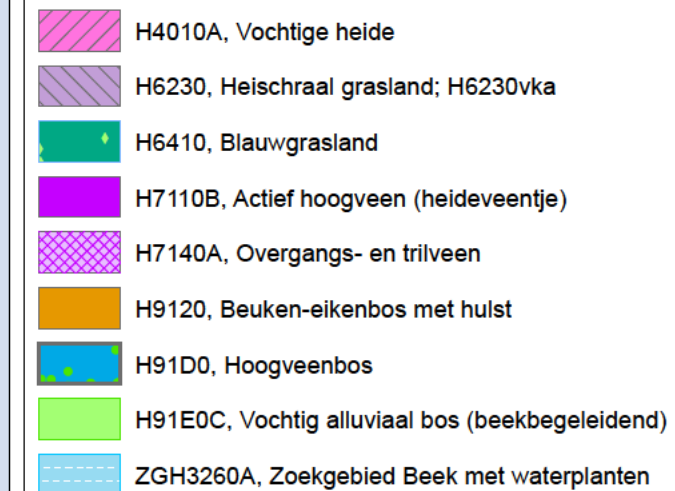 H4010A, Vochtige heide
H6230, Heischraal grasland; H6230vka
H6410, Blauwgrasland
H7110B, Actief hoogveen (heideveentje)
H7140A, Overgangs- en trilveen
H9120, Beuken-eikenbos met hulst
H91D0, Hoogveenbos
H91E0C, Vochtig alluviaal bos (beekbegeleidend)
ZGH3260A, Zoekgebied Beek met waterplanten